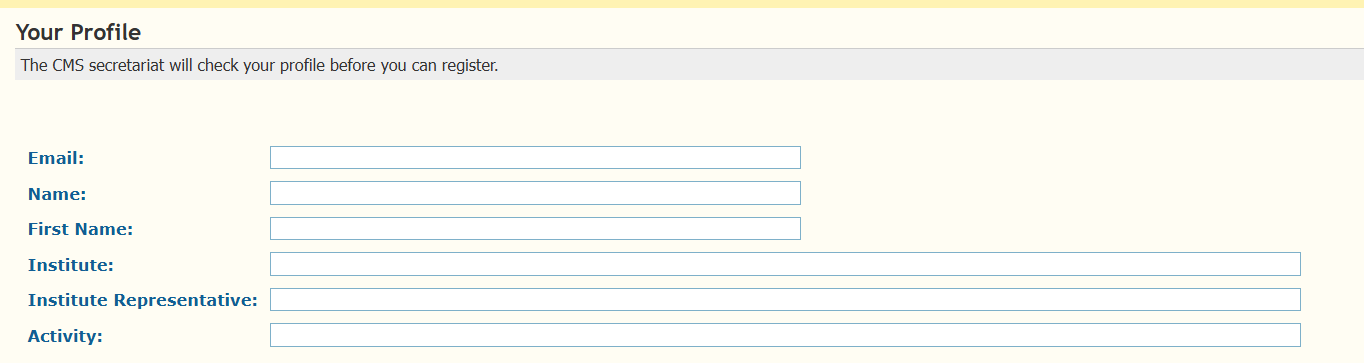 Your Profile
The CMS secretariat will check your profile before you can register.
Email:
Name:
First Name:
Institute:
Institute Representative:
Activity: